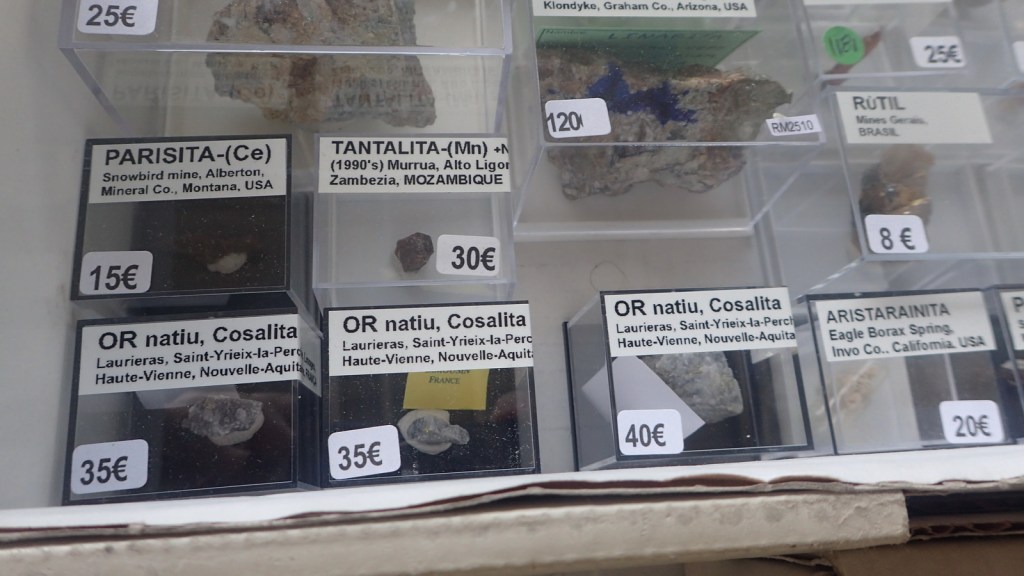 25€
Klondyke, Graham Co., Arizona, USA
120
RM2510
25€
RÚTIL
Mines Gerais,
BRASIL
8 €
PARISITA-(Ce)
Snowbird mine, Alberton,
Mineral Co., Montana, USA
15€
TANTALITA-(Mn) +N
(1990's) Murrua, Alto Ligon
Zambezia, MOZAMBIQUE
30€
OR natiu, Cosalita
Laurieras, Saint-Yrieix-la-Perc
Haute-Vienne, Nouvelle-Aquita
35€
OR natiu, Cosalita
Laurieras, Saint-Yrieix-la-Perc
Haute-Vienne, Nouvelle-Aquita
FRANCE
35€
OR natiu, Cosalita
Laurieras, Saint-Yrieix-la-Perch
Haute-Vienne, Nouvelle-Aquita
40€
ARISTARAINITA
Eagle Borax Spring,
Invo Co., California, USA
20€